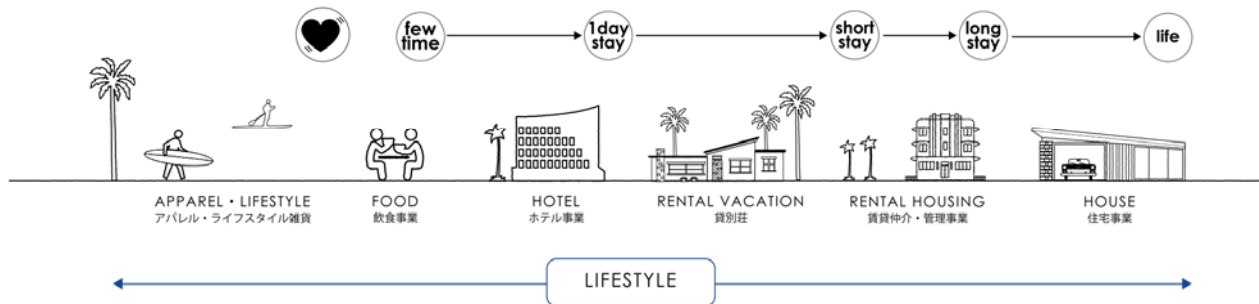 few
time
1day
stay
short
stay
long
stay
life
APPAREL・LIFESTYLE
アパレル・ライフスタイル雑貨
FOOD
飲食事業
HOTEL
ホテル事業
RENTAL VACATION
貸別荘
RENTAL HOUSING
賃貸仲介・管理事業
HOUSE
住宅事業
LIFESTYLE